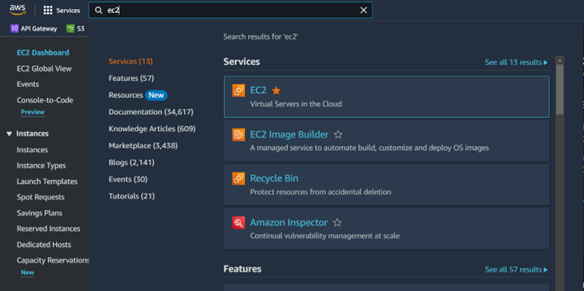 aws
Services
ec2
API Gateway
S3
EC2 Dashboard
EC2 Global View
Events
Console-to-Code
Preview
Instances
Instances
Instance Types
Launch Templates
Spot Requests
Savings Plans
Reserved Instances
Dedicated Hosts
Capacity Reservations
New
Search results for 'ec2'
Services (13)
Features (57)
Resources New
Documentation (34,617)
Knowledge Articles (609)
Marketplace (3,438)
Blogs (2,141)
Events (30)
Tutorials (21)
Services
See all 13 results
EC2
Virtual Servers in the Cloud
EC2 Image Builder
A managed service to automate build, customize and deploy OS images
Recycle Bin
Protect resources from accidental deletion
Amazon Inspector
Continual vulnerability management at scale
Features
See all 57 results